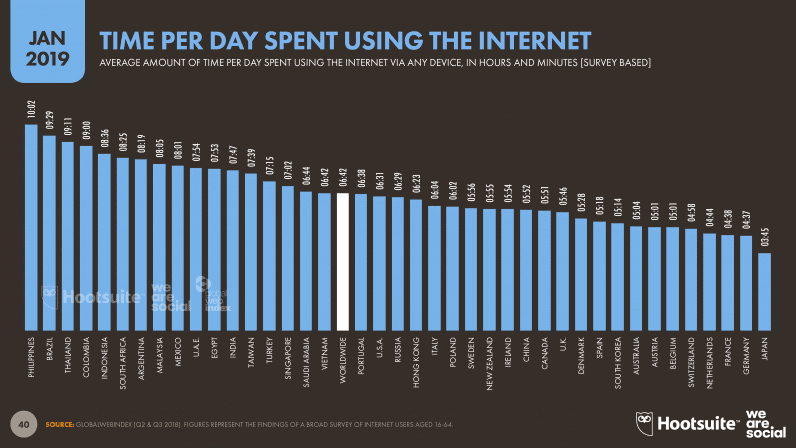 JAN
2019
TIME PER DAY SPENT USING THE INTERNET
AVERAGE AMOUNT OF TIME PER DAY SPENT USING THE INTERNET VIA ANY DEVICE, IN HOURS AND MINUTES [SURVEY BASED]
10:02
09:29
09:11
09:00
08:36
08:25
08:19
08:05
08:01
07:54
07:53
07:47
07:39
07:15
07:02
06:44
06:42
06:42
06:38
06:31
06:29
06:23
06:04
06:02
05:56
05:55
05:54
05:52
05:51
05:46
05:28
05:18
05:14
05:04
05:01
05:01
04:58
04:44
04:38
04:37
03:45
Hootsuite™
we
are
social
global
web
index
PHILIPPINES
BRAZIL
THAILAND
COLOMBIA
INDONESIA
SOUTH AFRICA
ARGENTINA
MALAYSIA
MEXICO
U.A.E.
EGYPT
INDIA
TAIWAN
TURKEY
SINGAPORE
SAUDI ARABIA
VIETNAM
WORLDWIDE
PORTUGAL
U.S.A.
RUSSIA
HONG KONG
ITALY
POLAND
SWEDEN
NEW ZEALAND
IRELAND
CHINA
CANADA
U.K.
DENMARK
SPAIN
SOUTH KOREA
AUSTRALIA
AUSTRIA
BELGIUM
SWITZERLAND
NETHERLANDS
FRANCE
GERMANY
JAPAN
40
SOURCE: GLOBALWEBINDEX (Q2 & Q3 2018). FIGURES REPRESENT THE FINDINGS OF A BROAD SURVEY OF INTERNET USERS AGED 16-64.
Hootsuite™
we
are
social